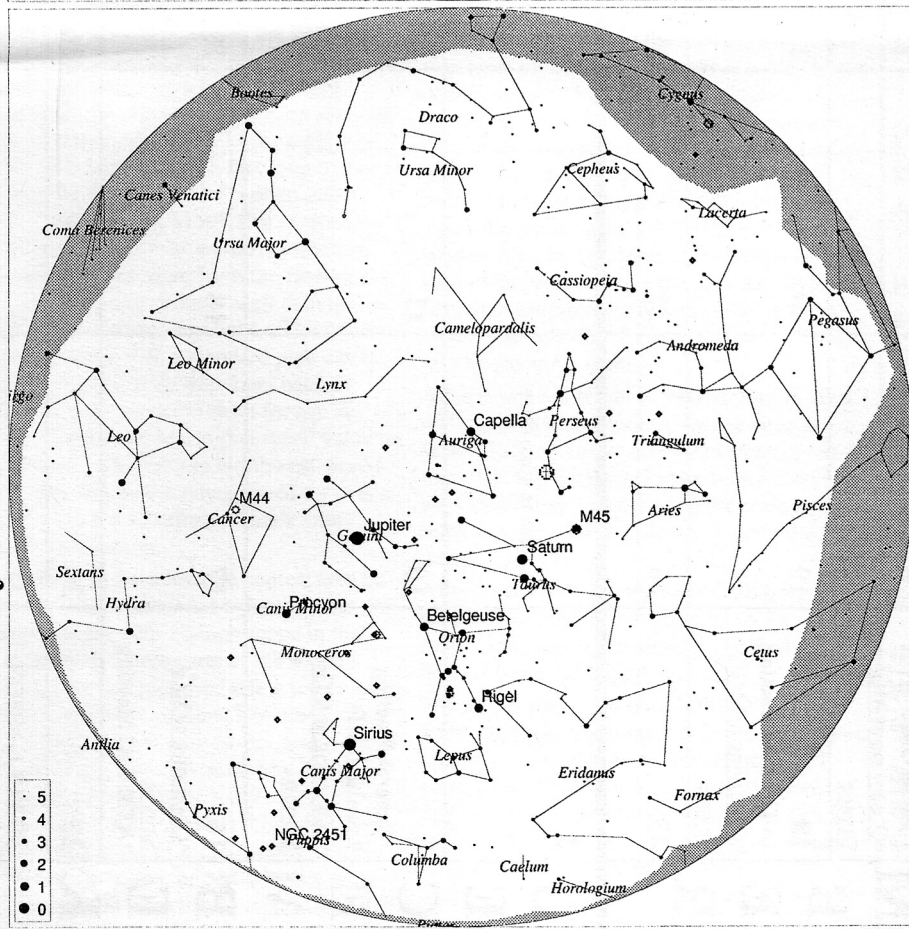 Bootes
Draco
Cygnus
Ursa Minor
Cepheus
Canes Venatici
Lacerta
Coma Berenices
Ursa Major
Cassiopeia
Camelopardalis
Pegasus
Andromeda
Leo Minor
Lynx
Capella
Perseus
Leo
Auriga
Triangulum
M44
Cancer
M45
Aries
Pisces
Jupiter
Saturn
Sextans
Taurus
Hydra
Procyon
Canis Minor
Betelgeuse
Orion
Monoceros
Cetus
Rigel
Sirius
Antlia
Lepus
Canis Major
Eridanus
Fornax
Pyxis
NGC 2451
Columba
Caelum
Horologium
5
4
3
2
1
0